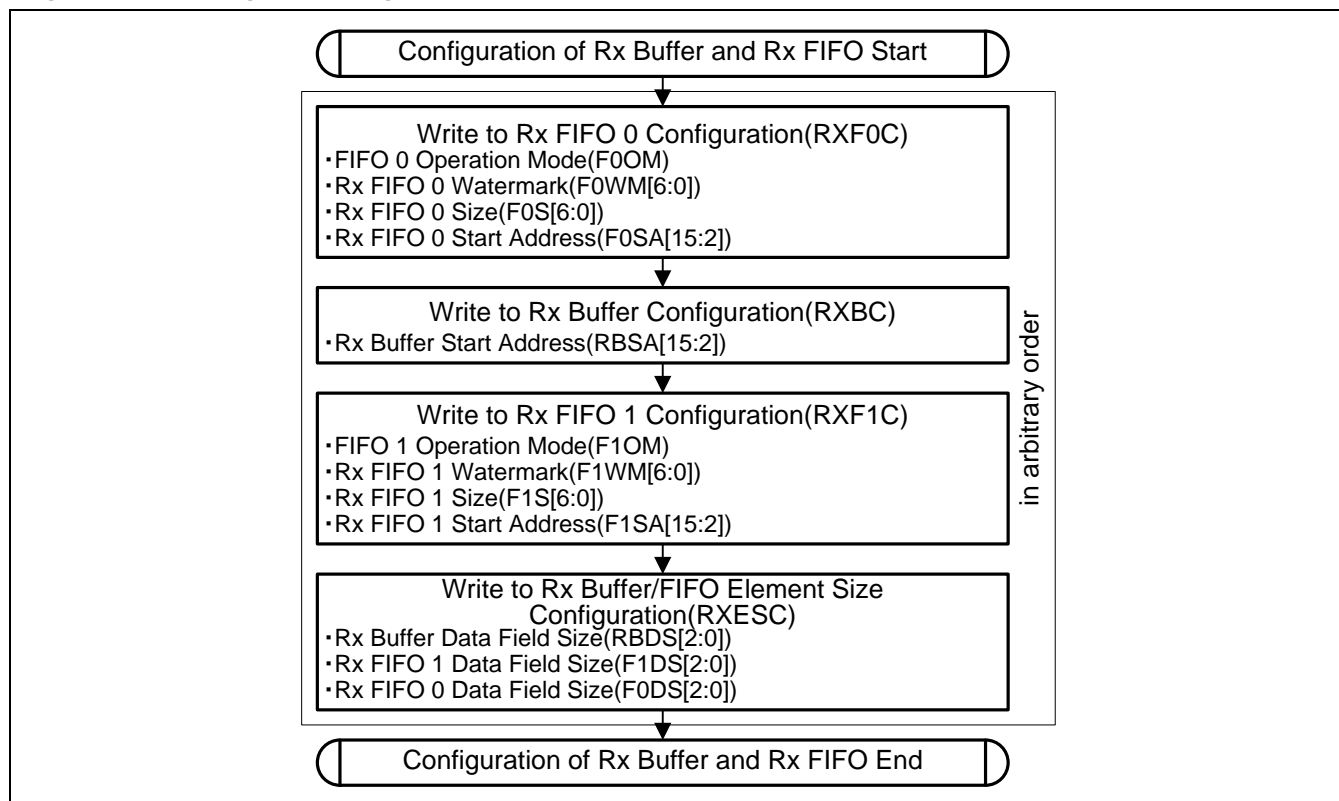 Configuration of Rx Buffer and Rx FIFO Start
Write to Rx FIFO 0 Configuration(RXF0C)
・FIFO 0 Operation Mode(F0OM)
・Rx FIFO 0 Watermark(F0WM[6:0])
・Rx FIFO 0 Size(F0S[6:0])
・Rx FIFO 0 Start Address(F0SA[15:2])
Write to Rx Buffer Configuration(RXBC)
・Rx Buffer Start Address(RBSA[15:2])
Write to Rx FIFO 1 Configuration(RXF1C)
・FIFO 1 Operation Mode(F1OM)
・Rx FIFO 1 Watermark(F1WM[6:0])
・Rx FIFO 1 Size(F1S[6:0])
・Rx FIFO 1 Start Address(F1SA[15:2])
Write to Rx Buffer/FIFO Element Size
Configuration(RXESC)
・Rx Buffer Data Field Size(RBDS[2:0])
・Rx FIFO 1 Data Field Size(F1DS[2:0])
・Rx FIFO 0 Data Field Size(F0DS[2:0])
in arbitrary order
Configuration of Rx Buffer and Rx FIFO End